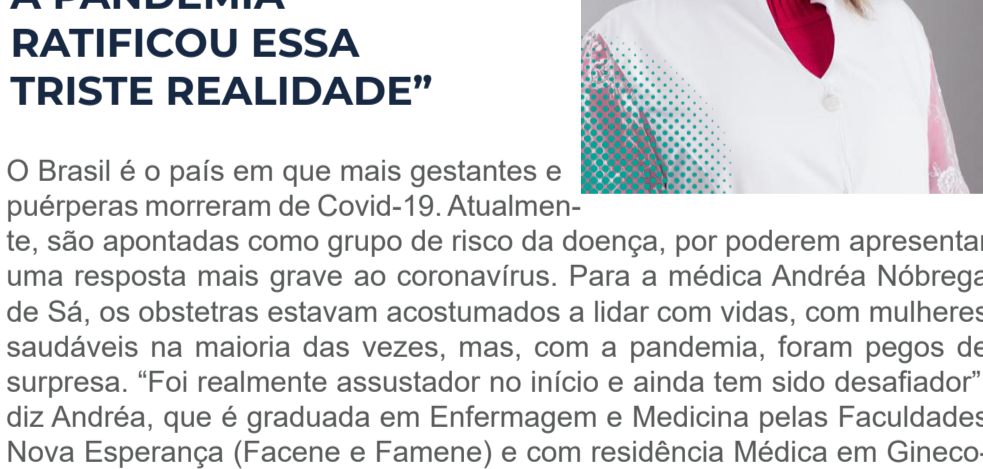 A PANDEMIA
RATIFICOU ESSA
TRISTE REALIDADE”
O Brasil é o país em que mais gestantes e
puérperas morreram de Covid-19. Atualmen-
te, são apontadas como grupo de risco da doença, por poderem apresentar
uma resposta mais grave ao coronavírus. Para a médica Andréa Nóbrega
de Sá, os obstetras estavam acostumados a lidar com vidas, com mulheres
saudáveis na maioria das vezes, mas, com a pandemia, foram pegos de
surpresa. “Foi realmente assustador no início e ainda tem sido desafiador”
diz Andréa, que é graduada em Enfermagem e Medicina pelas Faculdades
Nova Esperança (Facene e Famene) e com residência Médica em Gineco-